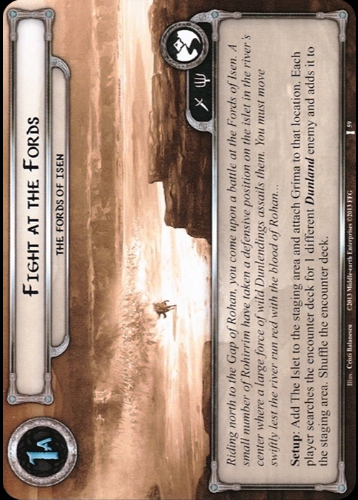 1A
Fight at the Fords
The Fords of Isen
Riding north to the Gap of Rohan, you come upon a battle at the Fords of Isen. A
small number of Rohirrim have taken a defensive position on the islet in the river's
center where a large force of wild Dunlendings assails them. You must move
swiftly lest the river run red with the blood of Rohan...
Setup: Add The Islet to the staging area and attach Gríma to that location. Each
player searches the encounter deck for 1 different Dunland enemy and adds it to
the staging area. Shuffle the encounter deck.
Illus. Cristi Balanescu ©2013 Middle-earth Enterprises ©2013 FFG 59